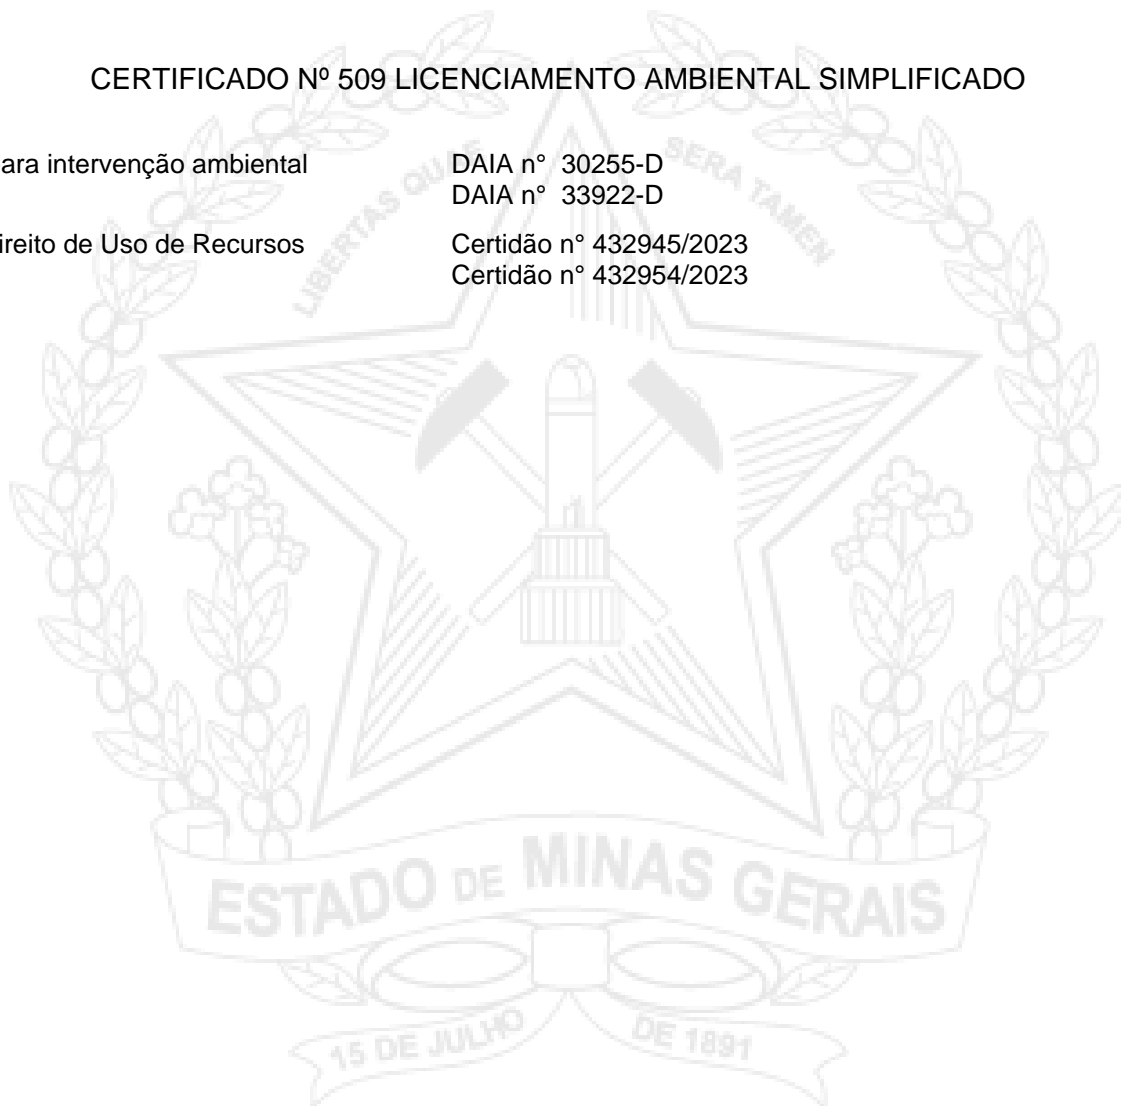 CERTIFICADO Nº 509 LICENCIAMENTO AMBIENTAL SIMPLIFICADO
ara intervenção ambiental DAIA n° 30255-D
DAIA n° 33922-D
ireito de Uso de Recursos Certidão n° 432945/2023
Certidão n° 432954/2023
LIBERTAS QUÆ SERA TAMEN
ESTADO DE MINAS GERAIS
15 DE JULHO DE 1891